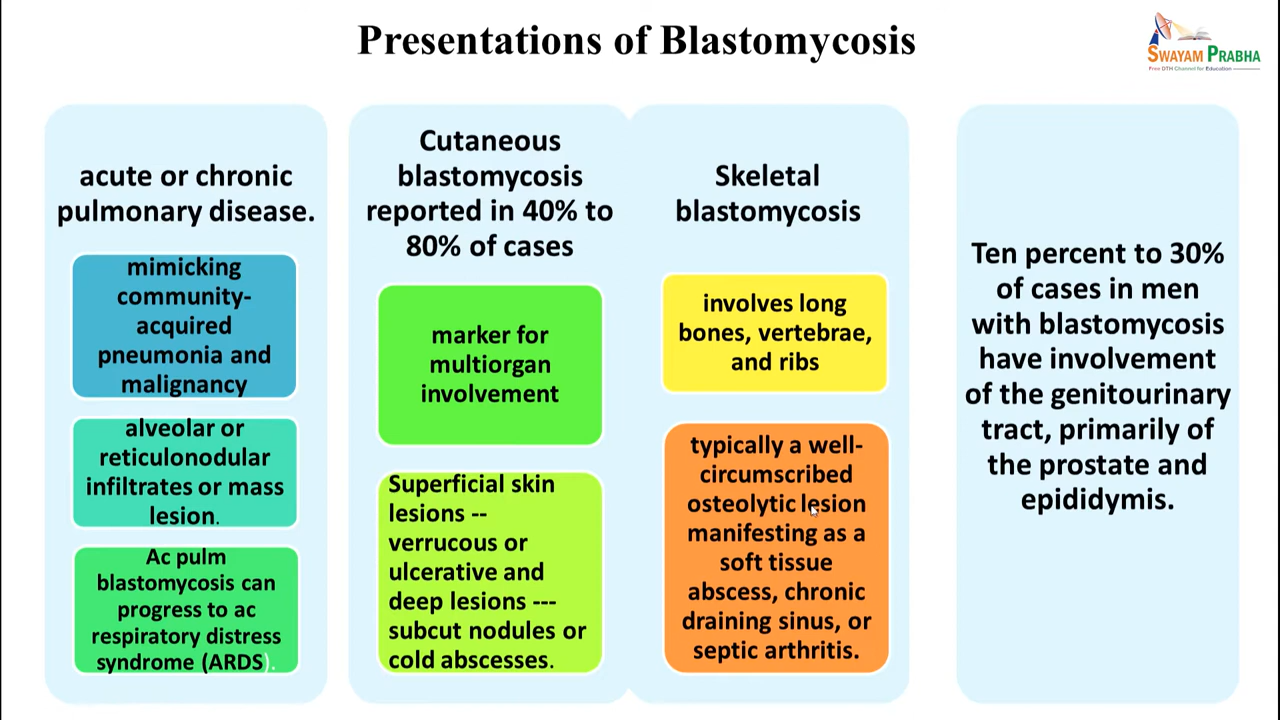 Presentations of Blastomycosis
SWAYAM PRABHA
Free DTH Channel for Education
acute or chronic
pulmonary disease.
mimicking
community-
acquired
pneumonia and
malignancy
alveolar or
reticulonodular
infiltrates or mass
lesion.
Ac pulm
blastomycosis can
progress to ac
respiratory distress
syndrome (ARDS).
Cutaneous
blastomycosis
reported in 40% to
80% of cases
marker for
multiorgan
involvement
Superficial skin
lesions --
verrucous or
ulcerative and
deep lesions ---
subcut nodules or
cold abscesses.
Skeletal
blastomycosis
involves long
bones, vertebrae,
and ribs
typically a well-
circumscribed
osteolytic lesion
manifesting as a
soft tissue
abscess, chronic
draining sinus, or
septic arthritis.
Ten percent to 30%
of cases in men
with blastomycosis
have involvement
of the genitourinary
tract, primarily of
the prostate and
epididymis.